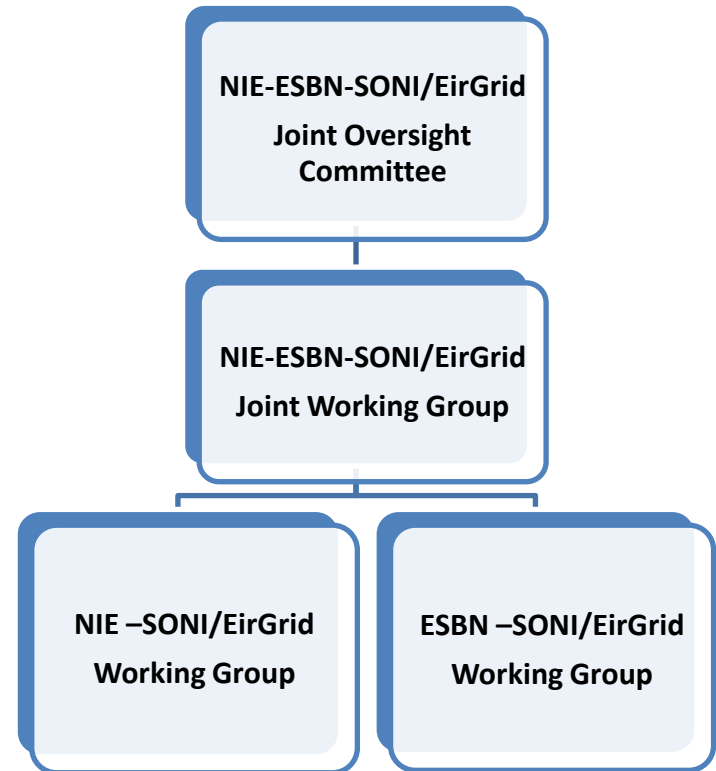 NIE-ESBN-SONI/EirGrid
Joint Oversight
Committee
NIE-ESBN-SONI/EirGrid
Joint Working Group
NIE –SONI/EirGrid
Working Group
ESBN –SONI/EirGrid
Working Group